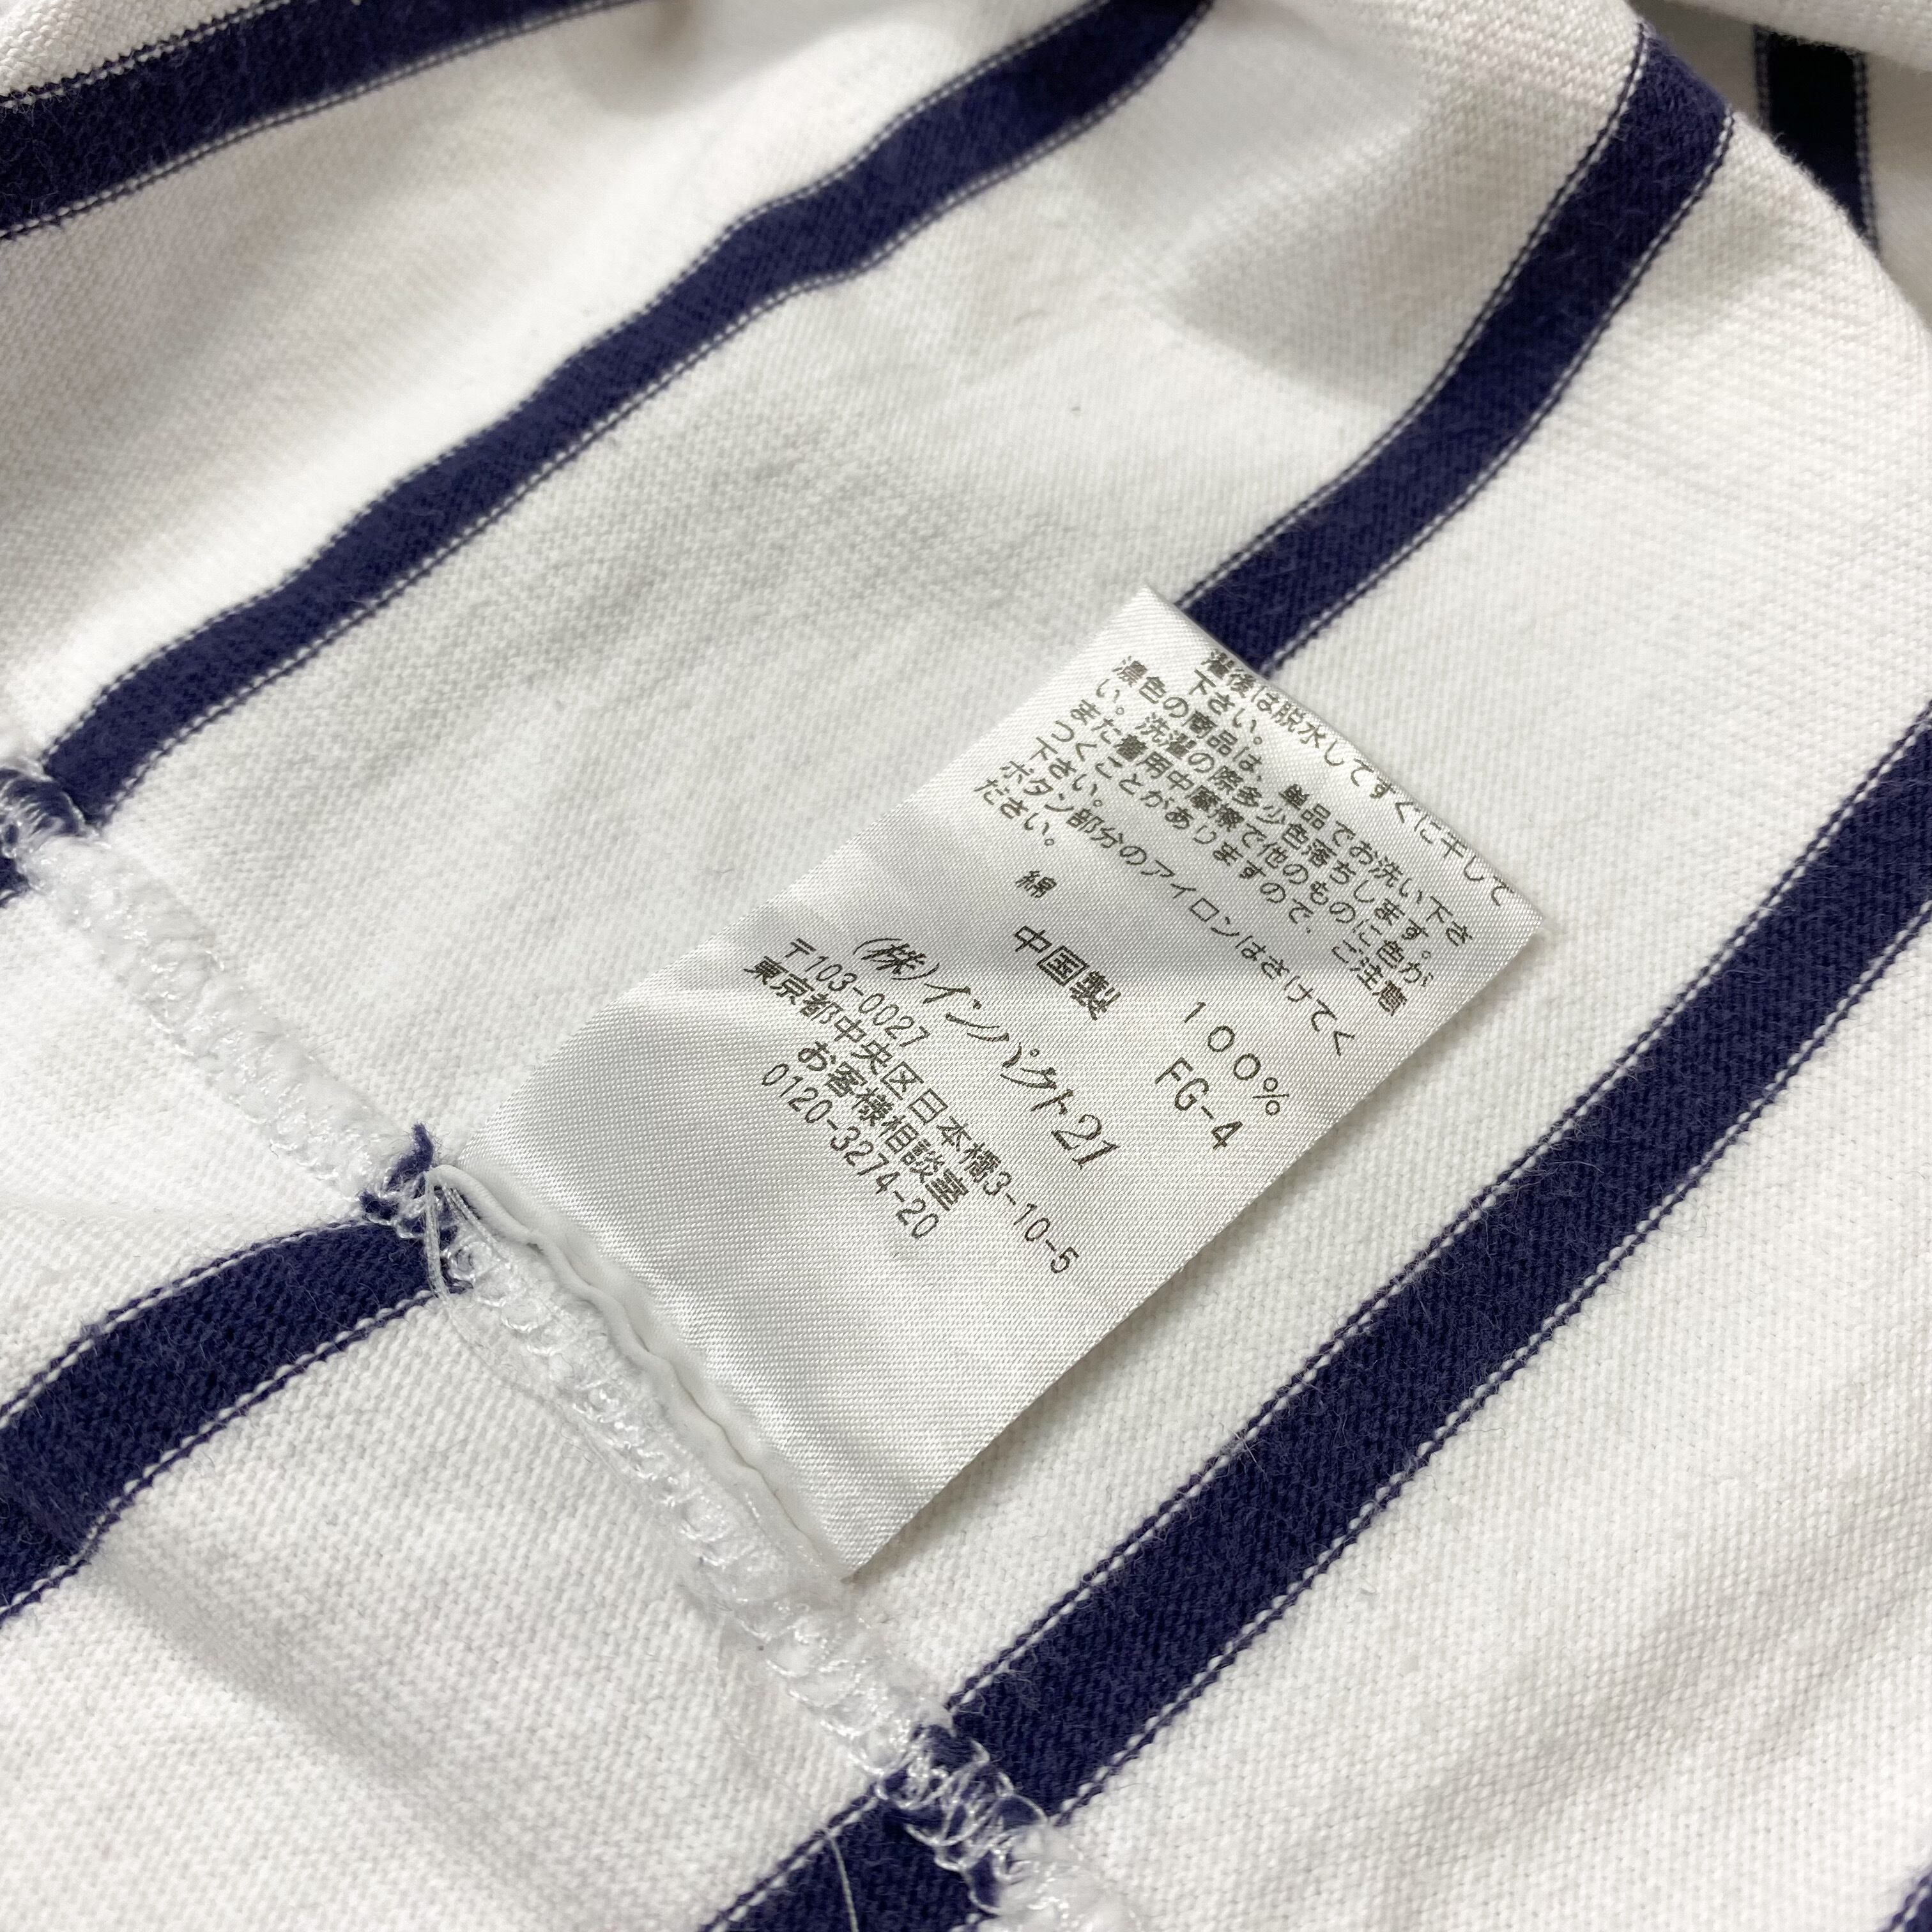 濯後は脱水してすぐに干して
下さい。
濃色の商品は、単品でお洗い下さ
い。洗濯の際多少色落ちします。
また着用中摩擦で他のものに色が
つくことがありますので、ご注意
下さい。
ボタン部分のアイロンはさけてく
ださい。
綿 100%
中国製 FG-4
(株)インパクト21
〒103-0027
東京都中央区日本橋3-10-5
お客様相談室
0120-3274-20